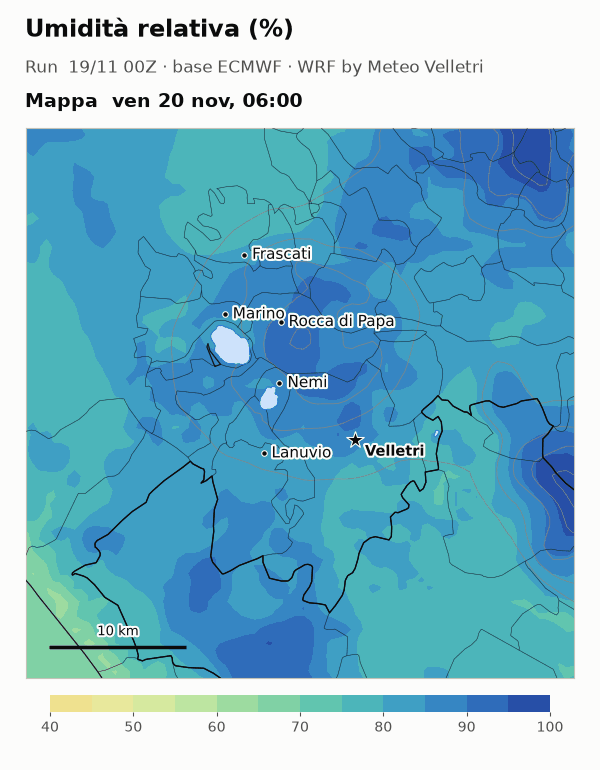 Umidità relativa (%)
Run  19/11 00Z · base ECMWF · WRF by Meteo Velletri
Mappa  ven 20 nov, 06:00
Frascati
Marino
Rocca di Papa
Nemi
Velletri
Lanuvio
10 km
40 50 60 70 80 90 100